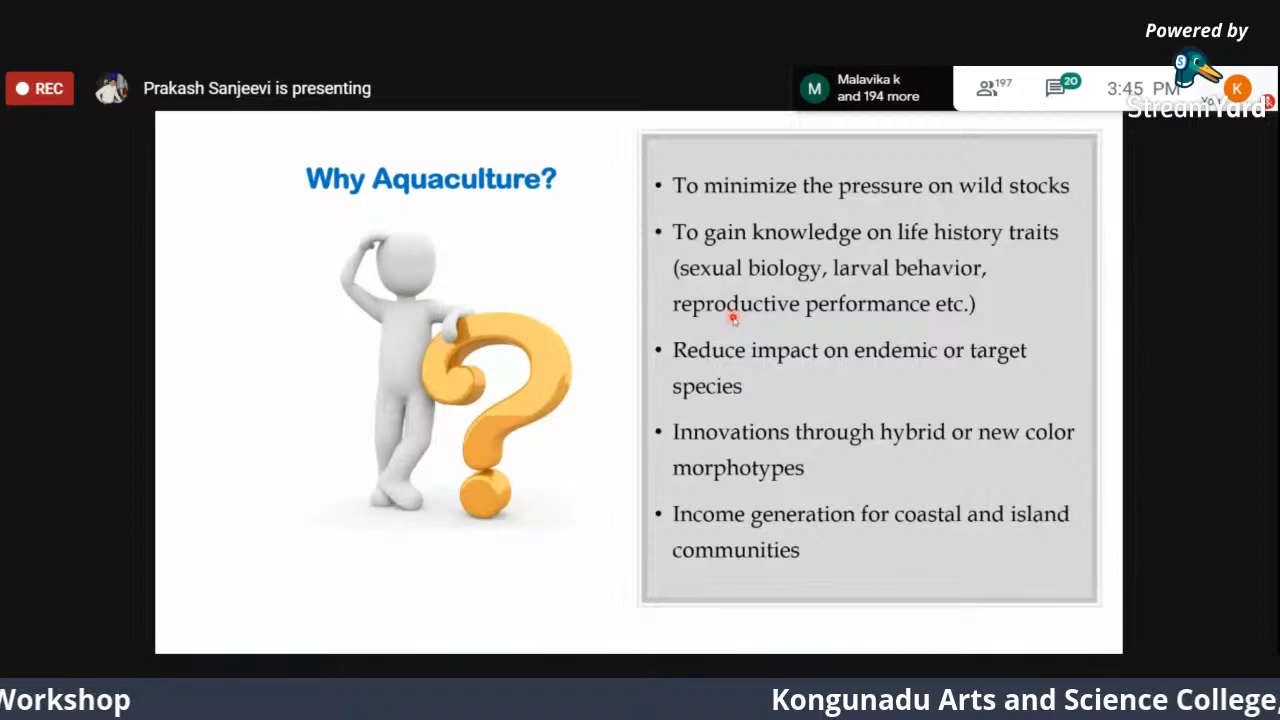 Powered by
REC
Prakash Sanjeevi is presenting
M
Malavika k
and 194 more
197
20
3:45 PM
You
K
S
StreamYard
Why Aquaculture?
• To minimize the pressure on wild stocks
• To gain knowledge on life history traits
(sexual biology, larval behavior,
reproductive performance etc.)
• Reduce impact on endemic or target
species
• Innovations through hybrid or new color
morphotypes
• Income generation for coastal and island
communities
?
Workshop
Kongunadu Arts and Science College,